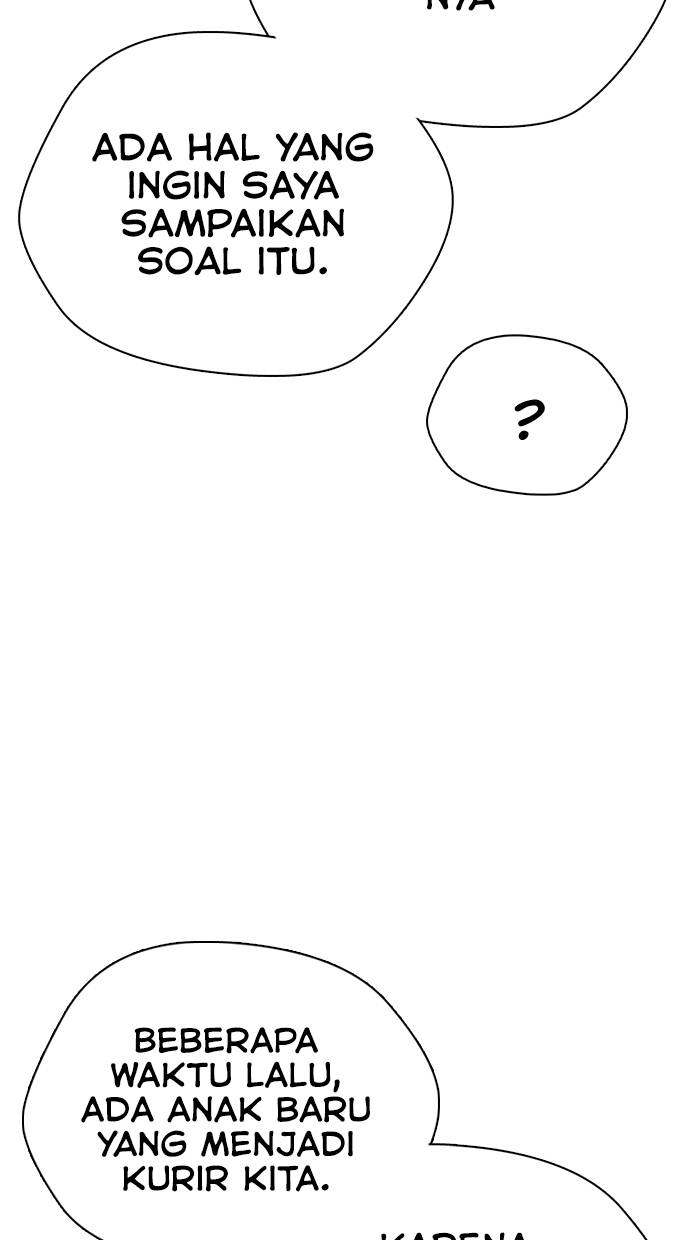 NYA
ADA HAL YANG
INGIN SAYA
SAMPAIKAN
SOAL ITU.
?
BEBERAPA
WAKTU LALU,
ADA ANAK BARU
YANG MENJADI
KURIR KITA.
KARENA